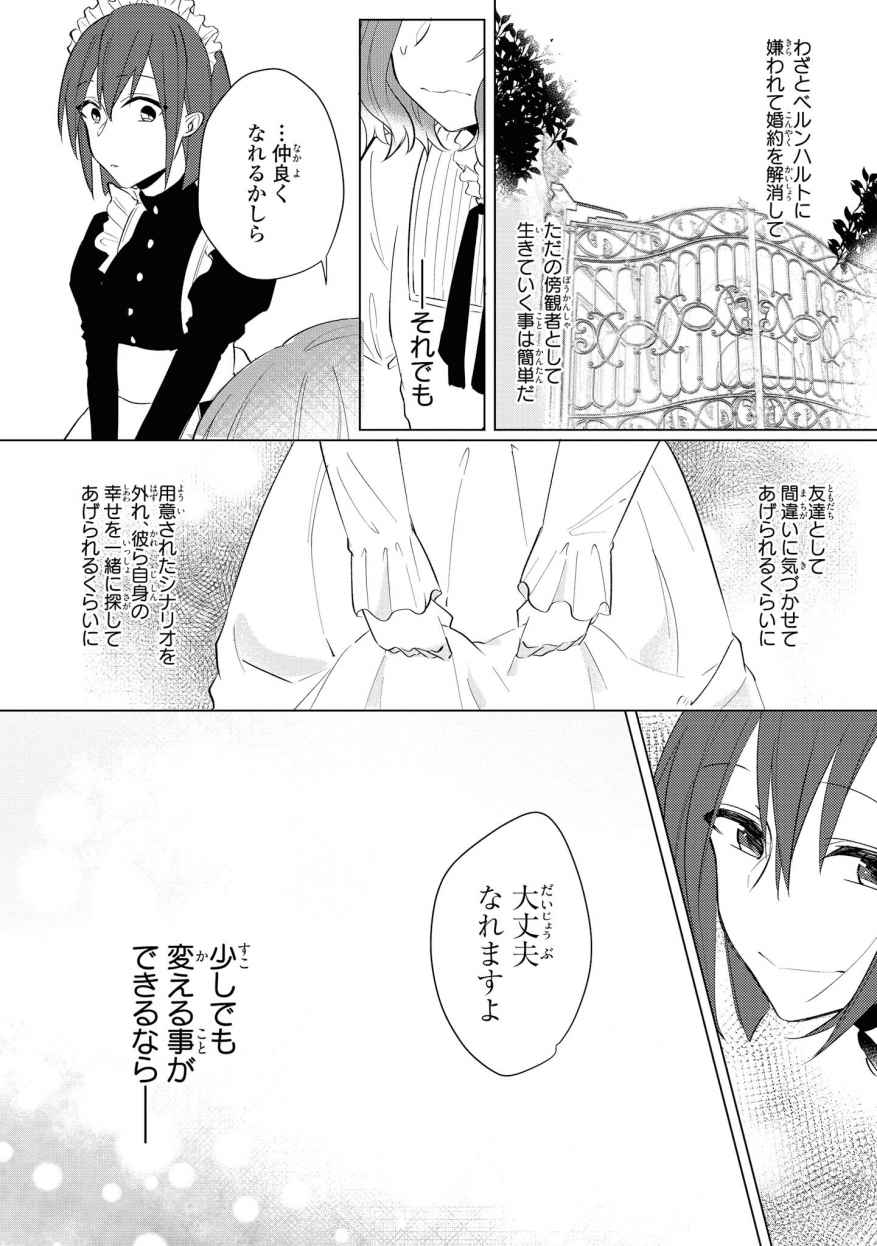 わざとベルンハルトに
嫌われて婚約を解消して
ただの傍観者として
生きていく事は簡単だ
――それでも
…仲良く
なれるかしら
友達として
間違いに気づかせて
あげられるくらいに
用意されたシナリオを
外れ、彼ら自身の
幸せを一緒に探して
あげられるくらいに
大丈夫
なれますよ
少しでも
変える事が
できるなら――